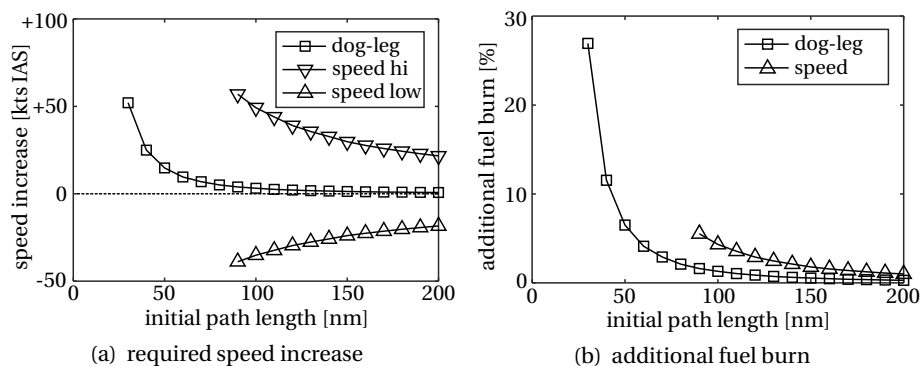 +100
+50
0
-50
speed increase [kts IAS]
dog-leg
speed hi
speed low
0
50
100
150
200
initial path length [nm]
(a) required speed increase
30
20
10
0
additional fuel burn [%]
dog-leg
speed
0
50
100
150
200
initial path length [nm]
(b) additional fuel burn